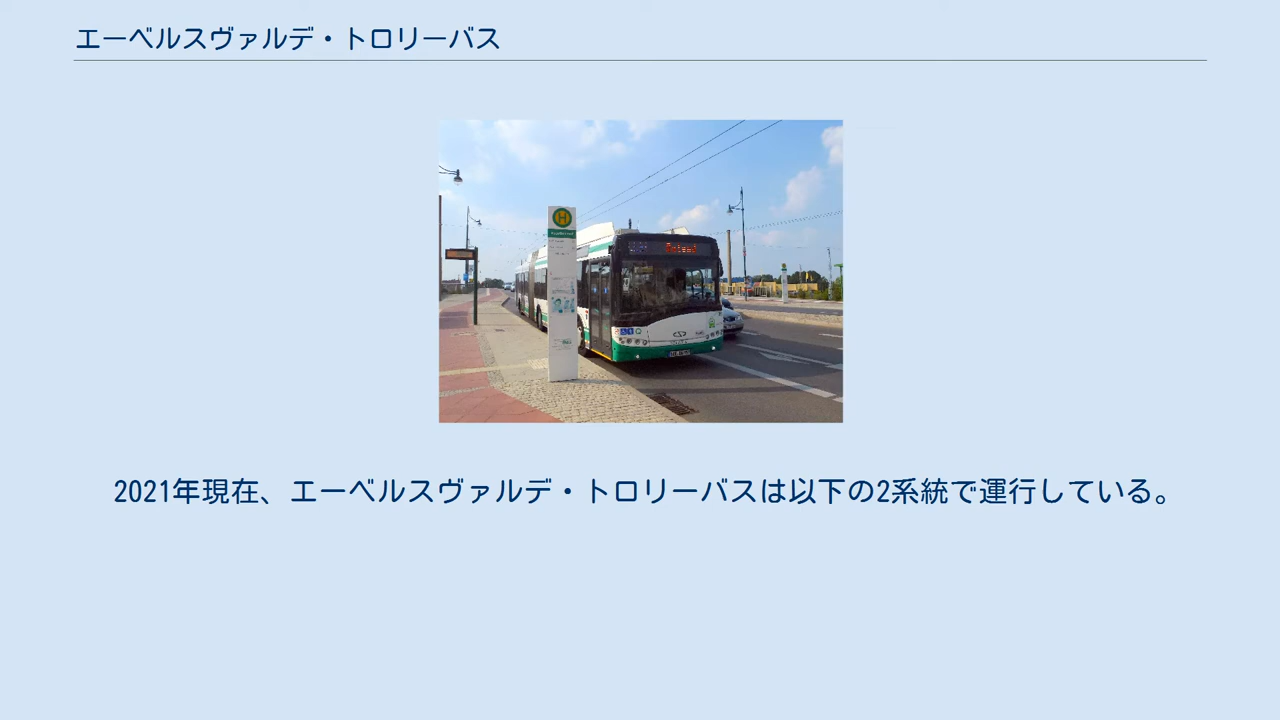 エーベルスヴァルデ・トロリーバス
H
2021年現在、エーベルスヴァルデ・トロリーバスは以下の2系統で運行している。